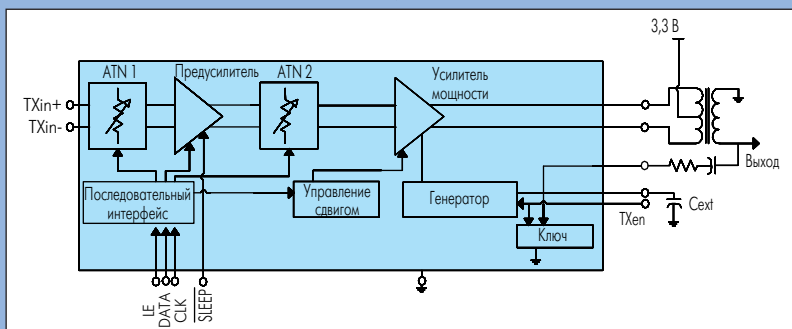 3,3 В
ATN 1
Предусилитель
ATN 2
Усилитель
мощности
TXin+
TXin-
Выход
Последовательный
интерфейс
Управление
сдвигом
Генератор
Cext
TXen
Ключ
LE
DATA
CLK
SLEEP